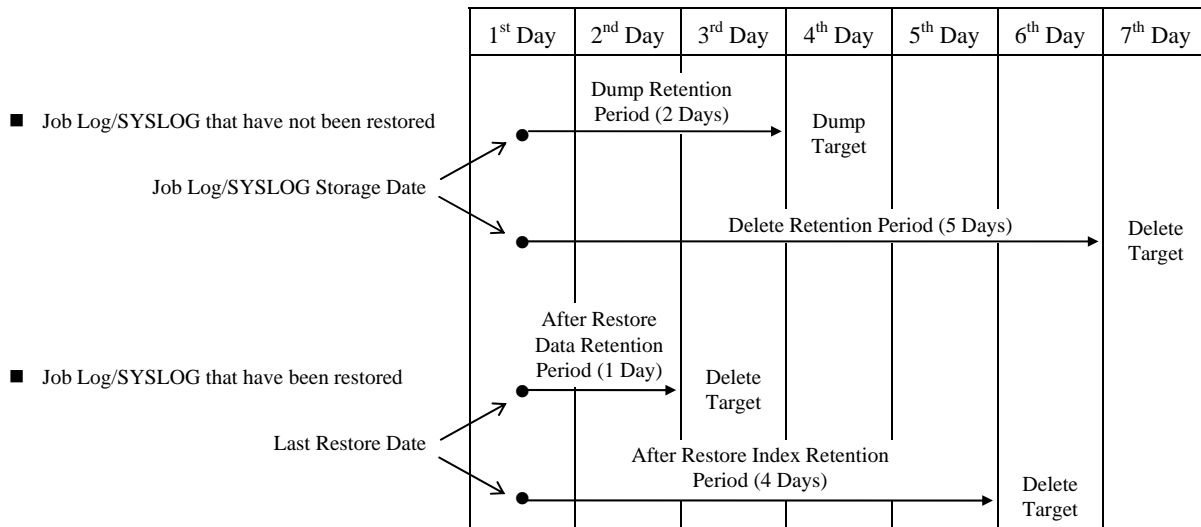 1st Day 2nd Day 3rd Day 4th Day 5th Day 6th Day 7th Day
Dump Retention
Period (2 Days)
■ Job Log/SYSLOG that have not been restored
Dump
Target
Job Log/SYSLOG Storage Date
Delete Retention Period (5 Days)
Delete
Target
After Restore
Data Retention
Period (1 Day)
■ Job Log/SYSLOG that have been restored
Delete
Target
Last Restore Date
After Restore Index Retention
Period (4 Days)
Delete
Target